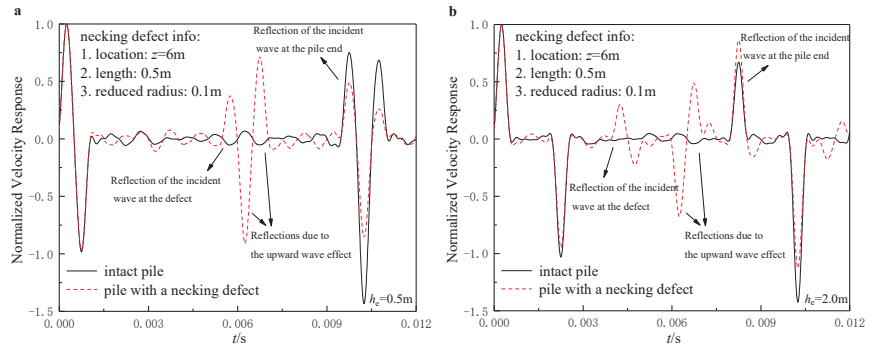 a
necking defect info:
1. location: z=6m
2. length: 0.5m
3. reduced radius: 0.1m
Reflection of the incident
wave at the pile end
Reflection of the incident
wave at the defect
Reflections due to
the upward wave effect
intact pile
pile with a necking defect
hₑ=0.5m
Normalized Velocity Response
1.0
0.5
0.0
−0.5
−1.0
−1.5
0.000
0.003
0.006
0.009
0.012
t/s
b
necking defect info:
1. location: z=6m
2. length: 0.5m
3. reduced radius: 0.1m
Reflection of the incident
wave at the pile end
Reflection of the incident
wave at the defect
Reflections due to
the upward wave effect
intact pile
pile with a necking defect
hₑ=2.0m
Normalized Velocity Response
1.0
0.5
0.0
−0.5
−1.0
−1.5
0.000
0.003
0.006
0.009
0.012
t/s